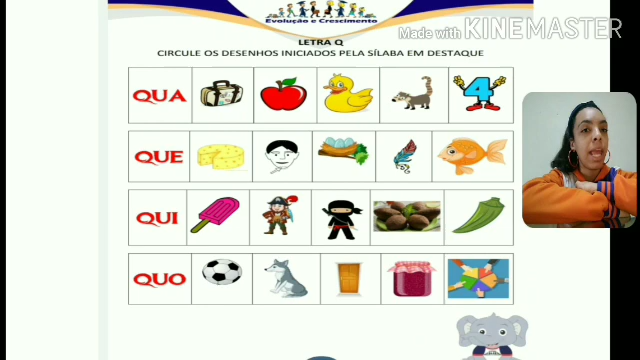 Evolução e Crescimento
Made with KINEMASTER
LETRA Q
CIRCULE OS DESENHOS INICIADOS PELA SÍLABA EM DESTAQUE
QUA
4
QUE
QUI
QUO